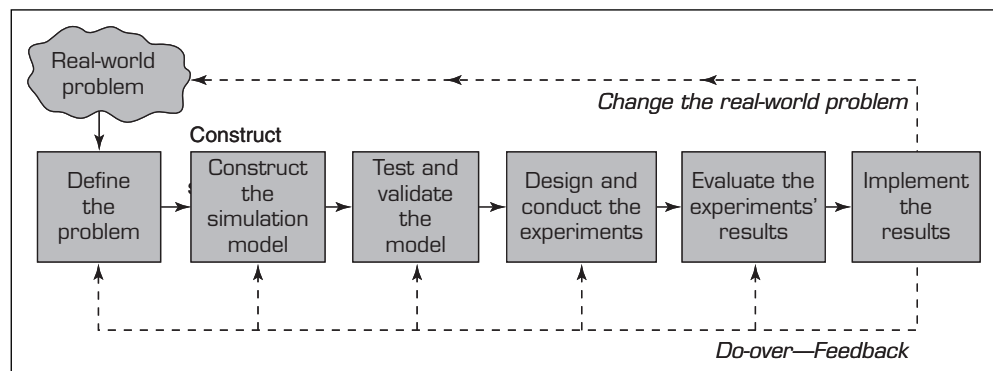 Real-world
problem
Change the real-world problem
Construct
Define
the
problem
Construct
the
simulation
model
Test and
validate
the
model
Design and
conduct the
experiments
Evaluate the
experiments’
results
Implement
the
results
Do-over—Feedback